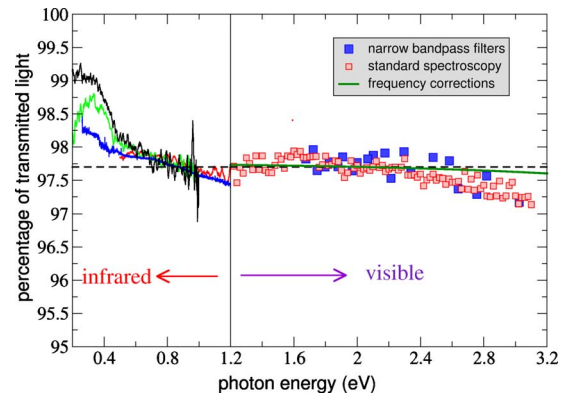 100
99.5
99
98.5
98
97.5
97
96.5
96
95.5
95
percentage of transmitted light
narrow bandpass filters
standard spectroscopy
frequency corrections
infrared
visible
0.4 0.8 1.2 1.6 2 2.4 2.8 3.2
photon energy (eV)